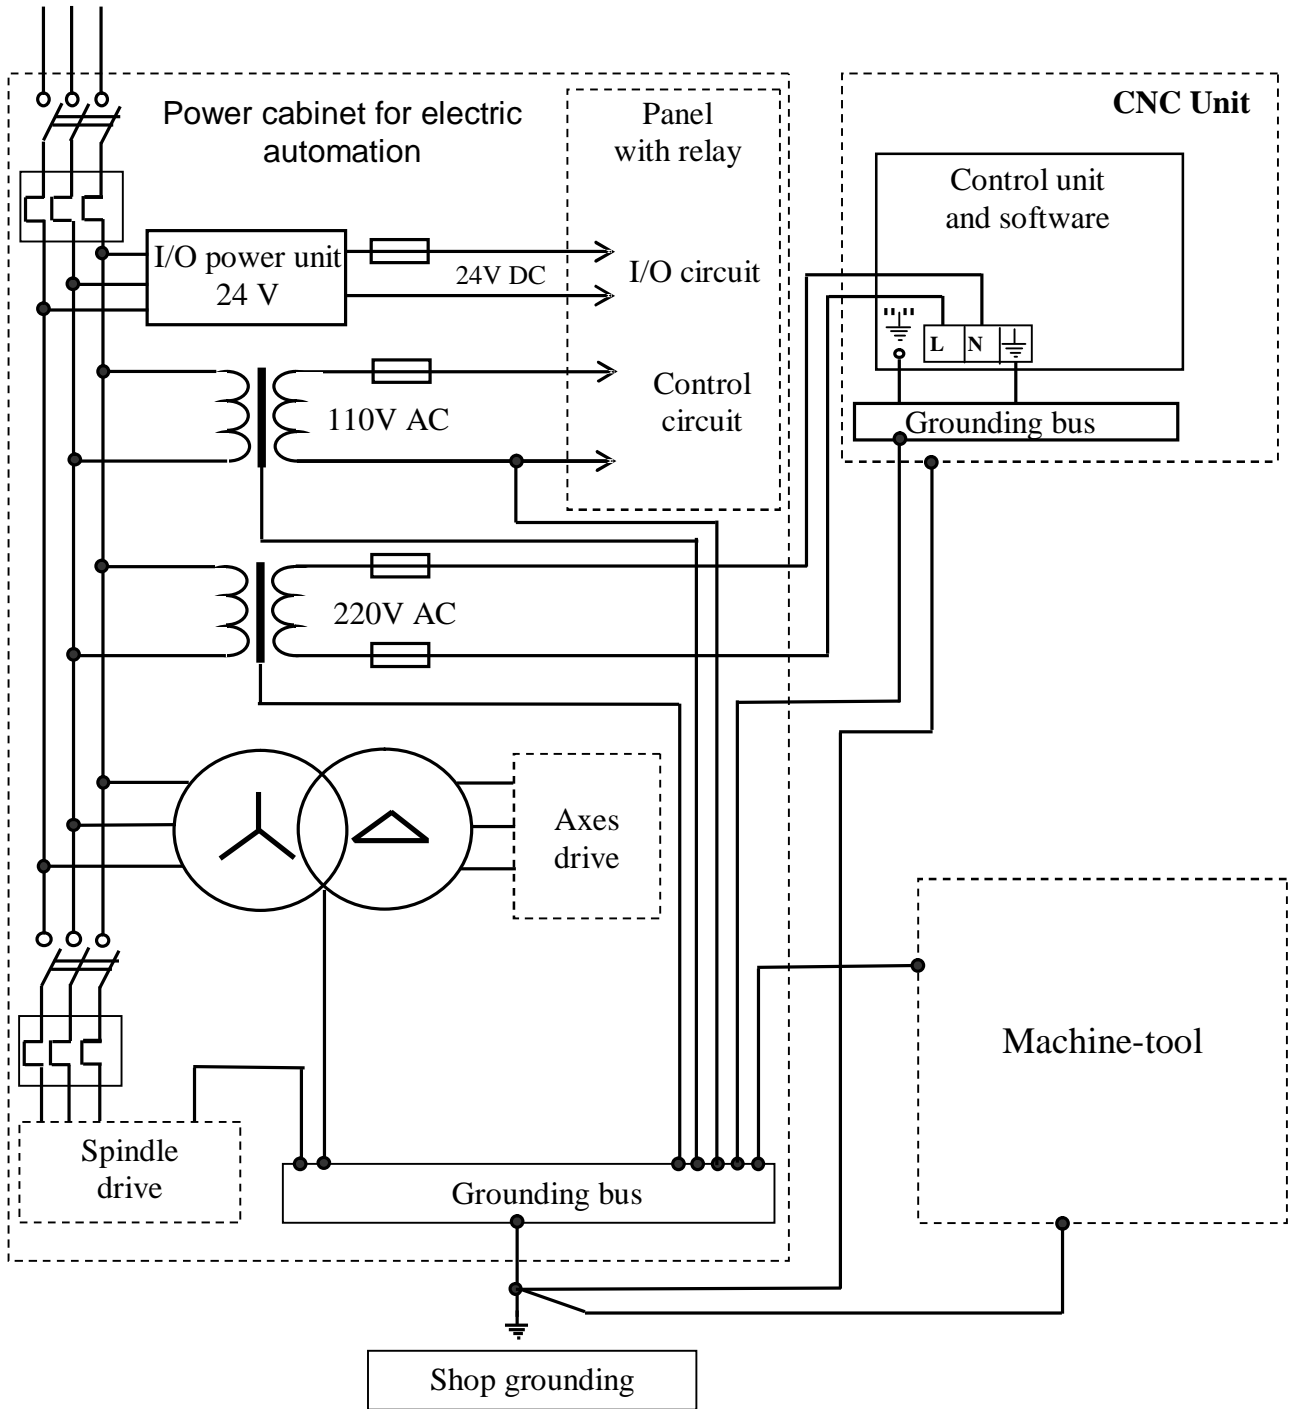 Power cabinet for electric
automation
Panel
with relay
CNC Unit
Control unit
and software
I/O power unit
24 V
24V DC
I/O circuit
L
N
110V AC
Control
circuit
Grounding bus
220V AC
Axes
drive
Machine-tool
Spindle
drive
Grounding bus
Shop grounding